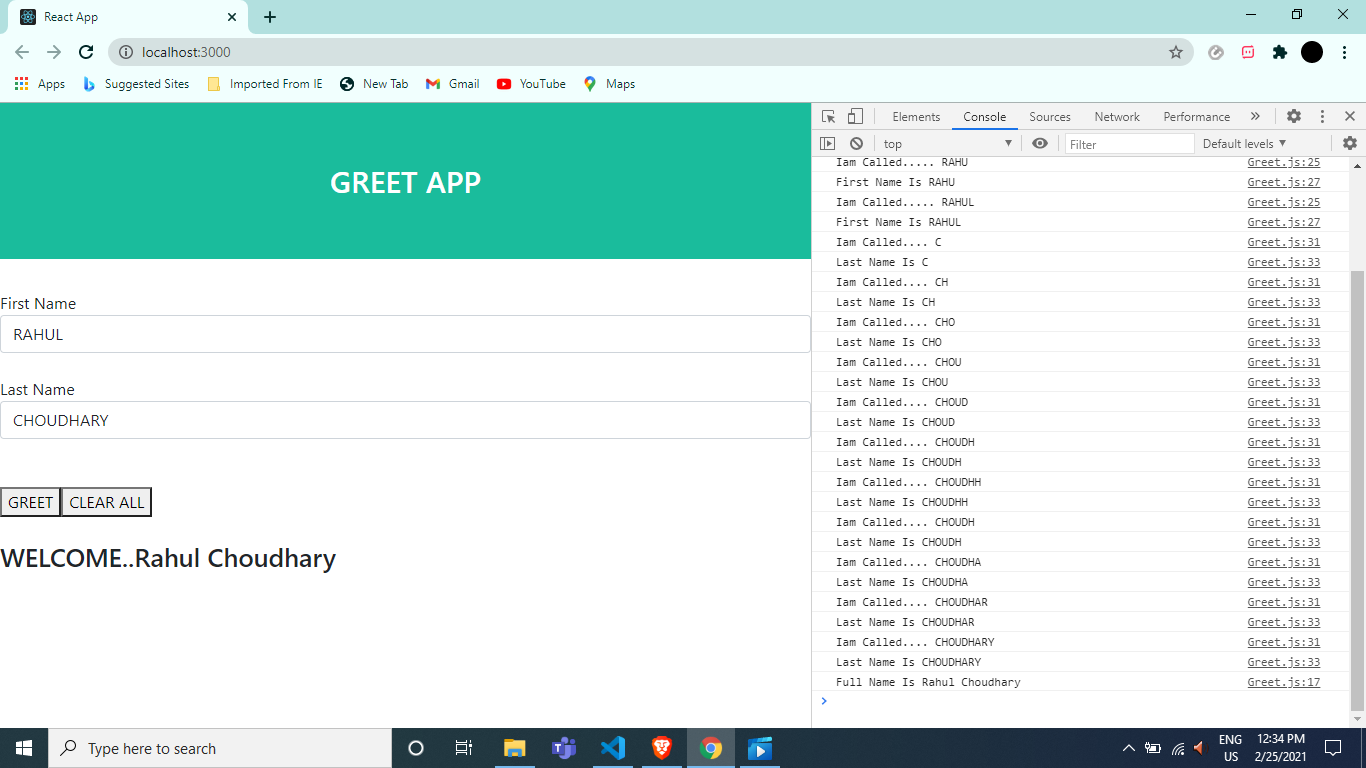 React App
localhost:3000
Apps Suggested Sites Imported From IE New Tab Gmail YouTube Maps
GREET APP
First Name
RAHUL
Last Name
CHOUDHARY
GREET CLEAR ALL
WELCOME..Rahul Choudhary
Elements Console Sources Network Performance »
top Filter Default levels
Iam Called..... RAHU Greet.js:25
First Name Is RAHU Greet.js:27
Iam Called..... RAHUL Greet.js:25
First Name Is RAHUL Greet.js:27
Iam Called.... C Greet.js:31
Last Name Is C Greet.js:33
Iam Called.... CH Greet.js:31
Last Name Is CH Greet.js:33
Iam Called.... CHO Greet.js:31
Last Name Is CHO Greet.js:33
Iam Called.... CHOU Greet.js:31
Last Name Is CHOU Greet.js:33
Iam Called.... CHOUD Greet.js:31
Last Name Is CHOUD Greet.js:33
Iam Called.... CHOUDH Greet.js:31
Last Name Is CHOUDH Greet.js:33
Iam Called.... CHOUDHH Greet.js:31
Last Name Is CHOUDHH Greet.js:33
Iam Called.... CHOUDH Greet.js:31
Last Name Is CHOUDH Greet.js:33
Iam Called.... CHOUDHA Greet.js:31
Last Name Is CHOUDHA Greet.js:33
Iam Called.... CHOUDHAR Greet.js:31
Last Name Is CHOUDHAR Greet.js:33
Iam Called.... CHOUDHARY Greet.js:31
Last Name Is CHOUDHARY Greet.js:33
Full Name Is Rahul Choudhary Greet.js:17
Type here to search
ENG
US
12:34 PM
2/25/2021